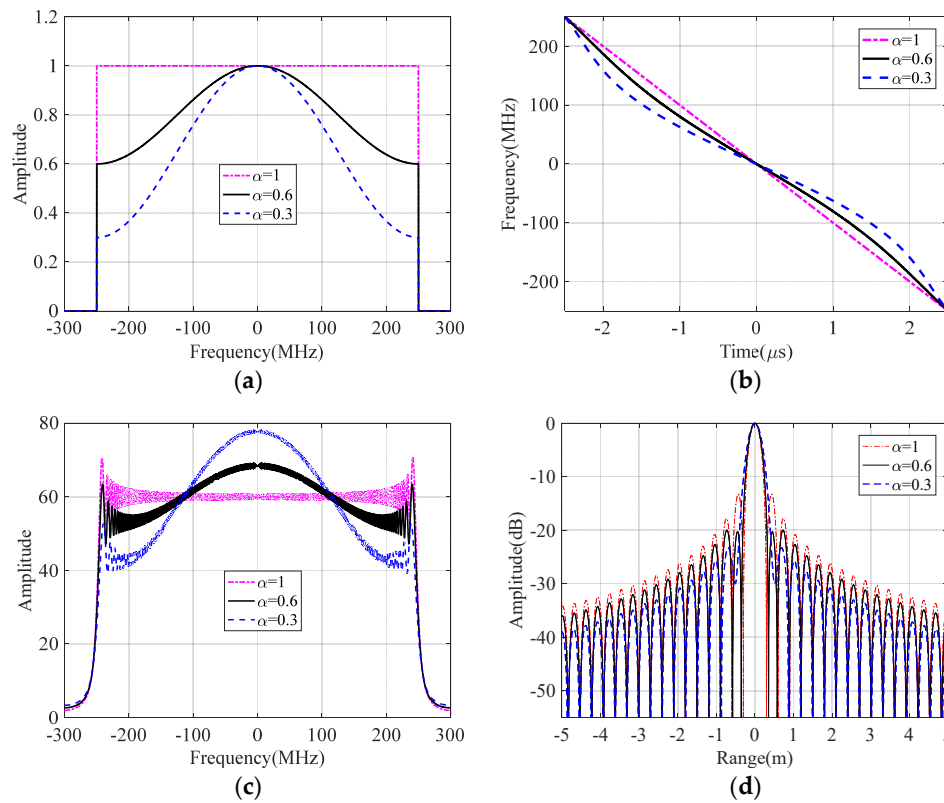 1.2
1
0.8
0.6
0.4
0.2
0
Amplitude
α=1
α=0.6
α=0.3
-300 -200 -100 0 100 200 300
Frequency(MHz)
(a)
200
100
0
-100
-200
Frequency(MHz)
α=1
α=0.6
α=0.3
-2 -1 0 1 2
Time(μs)
(b)
80
60
40
20
0
Amplitude
α=1
α=0.6
α=0.3
-300 -200 -100 0 100 200 300
Frequency(MHz)
(c)
0
-10
-20
-30
-40
-50
Amplitude(dB)
α=1
α=0.6
α=0.3
-5 -4 -3 -2 -1 0 1 2 3 4 5
Range(m)
(d)